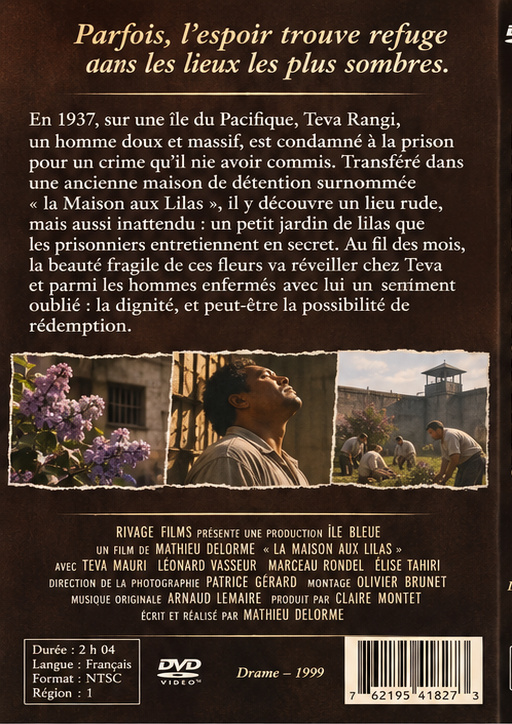 Parfois, l’espoir trouve refuge
aans les lieux les plus sombres.
En 1937, sur une île du Pacifique, Teva Rangi,
un homme doux et massif, est condamné à la prison
pour un crime qu’il nie avoir commis. Transféré dans
une ancienne maison de détention surnommée
« la Maison aux Lilas », il y découvre un lieu rude,
mais aussi inattendu : un petit jardin de lilas que
les prisonniers entretiennent en secret. Au fil des mois,
la beauté fragile de ces fleurs va réveiller chez Teva
et parmi les hommes enfermés avec lui un
oublié : la dignité, et peut-être la possibilité de
rédemption.
RIVAGE FILMS PRÉSENTE UNE PRODUCTION ÎLE BLEUE
UN FILM DE MATHIEU DELORME « LA MAISON AUX LILAS »
AVEC TEVA MAURI LÉONARD VASSEUR MARCEAU RONDEL ÉLISE TAHIRI
DIRECTION DE LA PHOTOGRAPHIE PATRICE GÉRARD MONTAGE OLIVIER BRUNET
MUSIQUE ORIGINALE ARNAUD LEMAIRE PRODUIT PAR CLAIRE MONTET
ÉCRIT ET RÉALISÉ PAR MATHIEU DELORME
Durée : 2 h 04
Langue : Français
Format : NTSC
Région : 1
DVD
VIDEO™
Drame – 1999
7 62195 41827 3